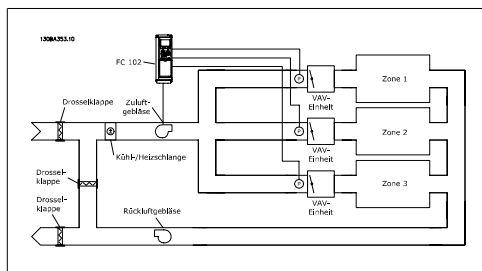 130BA353.10
FC 102
Drosselklappe
Zuluft-
gebläse
Kühl-/Heizschlange
Drossel-
klappe
Drossel-
klappe
Rückluftgebläse
P
VAV-
Einheit
Zone 1
P
VAV-
Einheit
Zone 2
P
VAV-
Einheit
Zone 3